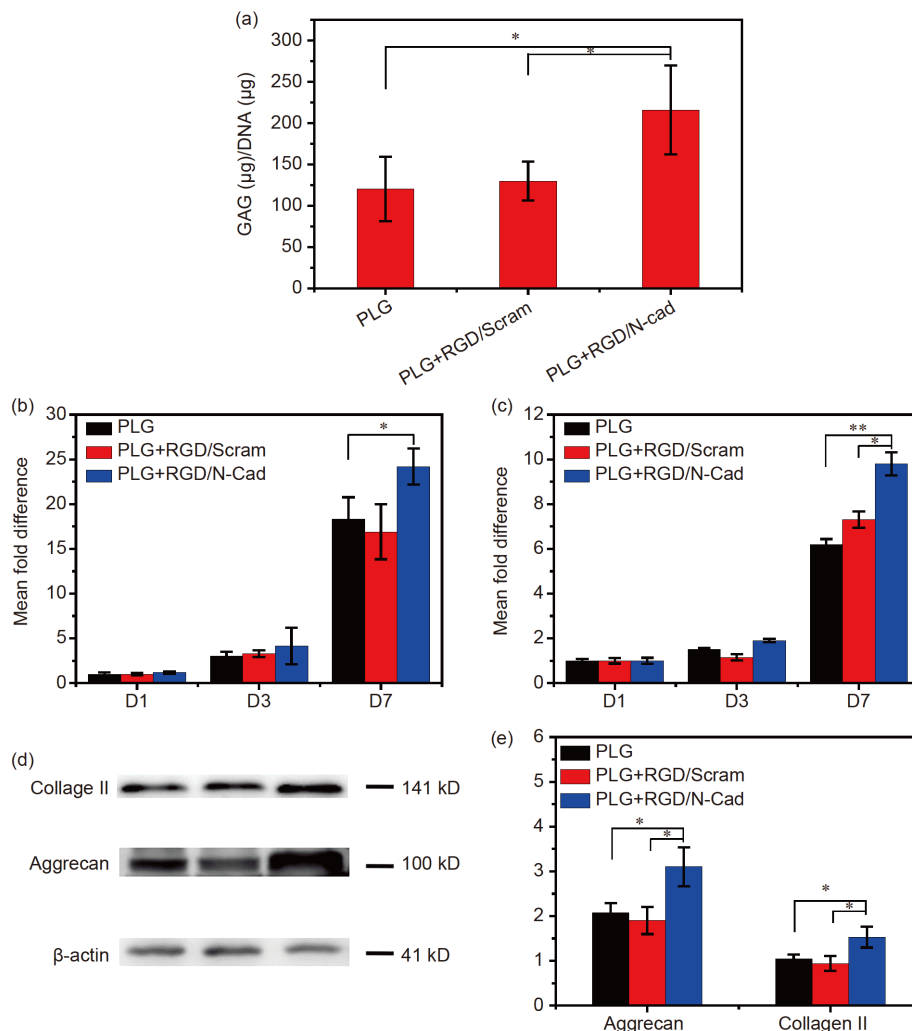 (a)
GAG (μg)/DNA (μg)
300
250
200
150
100
50
0
*
*
PLG
PLG+RGD/Scram
PLG+RGD/N-cad
(b)
Mean fold difference
30
25
20
15
10
5
0
PLG
PLG+RGD/Scram
PLG+RGD/N-Cad
*
D1
D3
D7
(c)
Mean fold difference
12
10
8
6
4
2
0
PLG
PLG+RGD/Scram
PLG+RGD/N-Cad
**
*
D1
D3
D7
(d)
Collage II
141 kD
Aggrecan
100 kD
β-actin
41 kD
(e)
6
5
4
3
2
1
0
PLG
PLG+RGD/Scram
PLG+RGD/N-Cad
*
*
*
*
Aggrecan
Collagen II